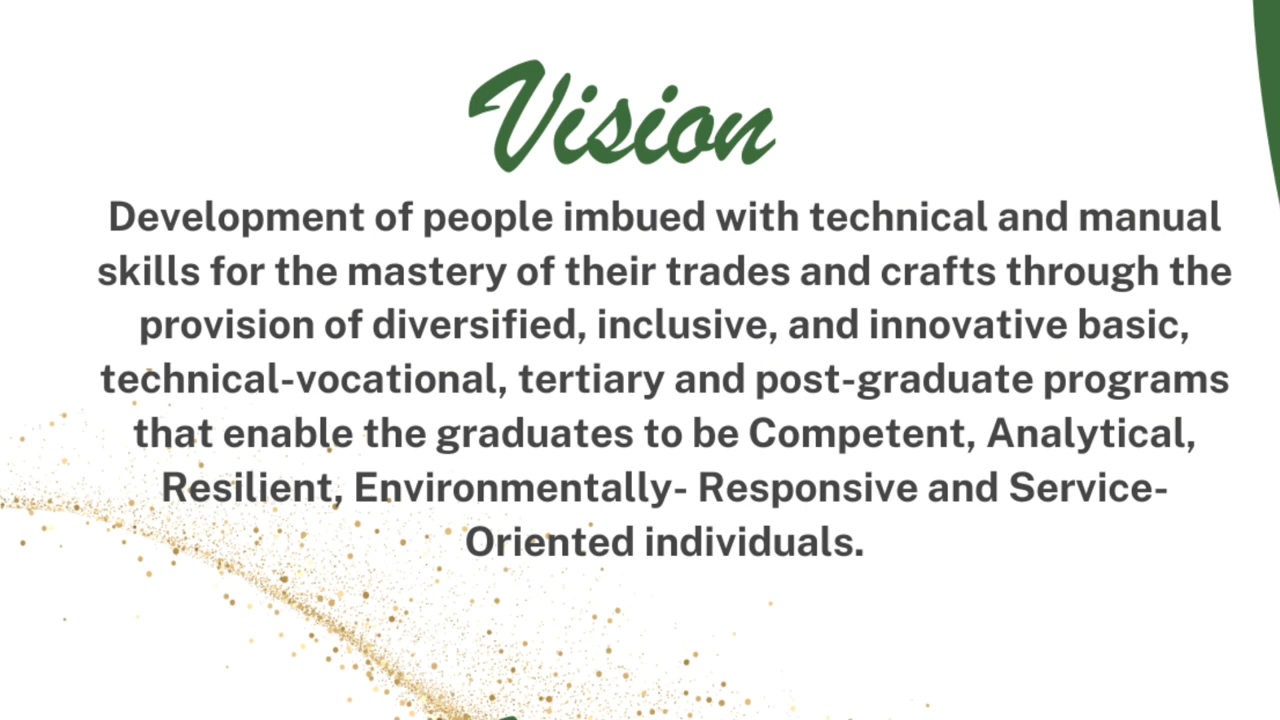 Vision
Development of people imbued with technical and manual
skills for the mastery of their trades and crafts through the
provision of diversified, inclusive, and innovative basic,
technical-vocational, tertiary and post-graduate programs
that enable the graduates to be Competent, Analytical,
Resilient, Environmentally- Responsive and Service-
Oriented individuals.